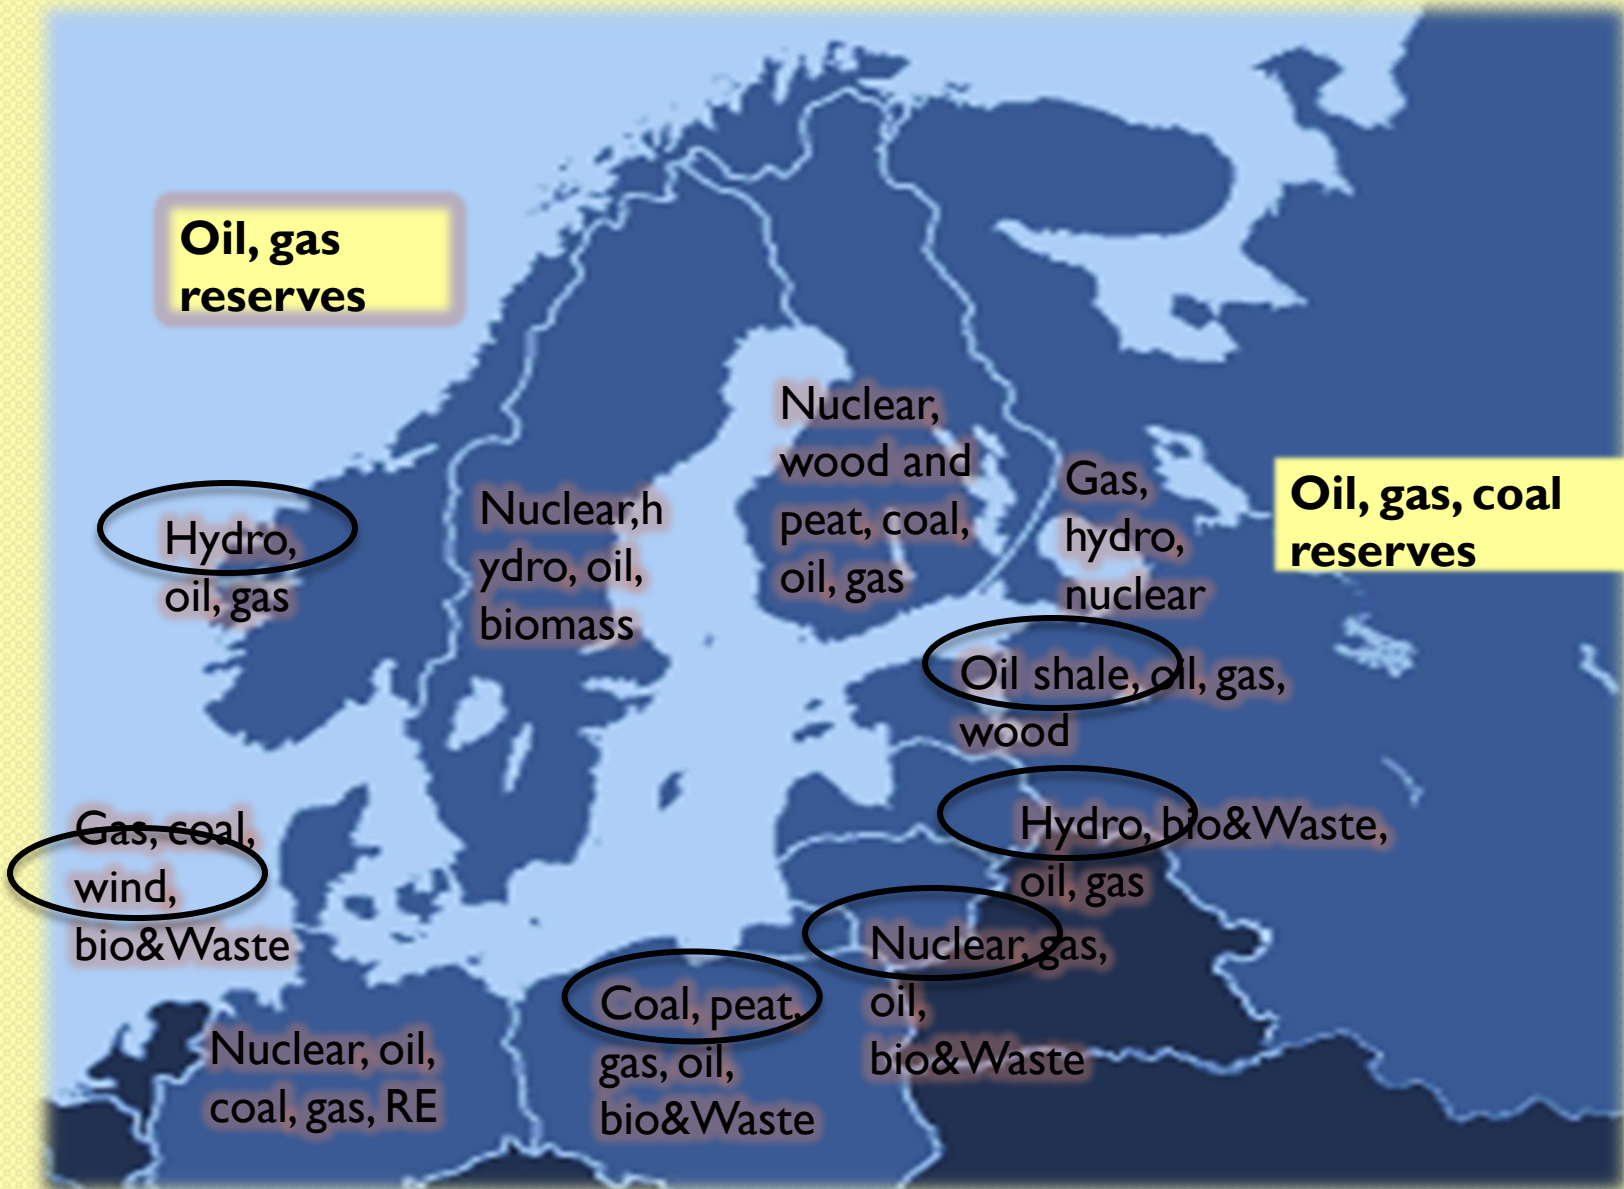 Oil, gas
reserves
Nuclear,
wood and
peat, coal,
oil, gas
Gas,
hydro,
nuclear
Oil, gas, coal
reserves
Hydro,
oil, gas
Nuclear,h
ydro, oil,
biomass
Oil shale, oil, gas,
wood
Hydro, bio&Waste,
oil, gas
Gas, coal,
wind,
bio&Waste
Nuclear, gas,
oil,
bio&Waste
Coal, peat,
gas, oil,
bio&Waste
Nuclear, oil,
coal, gas, RE